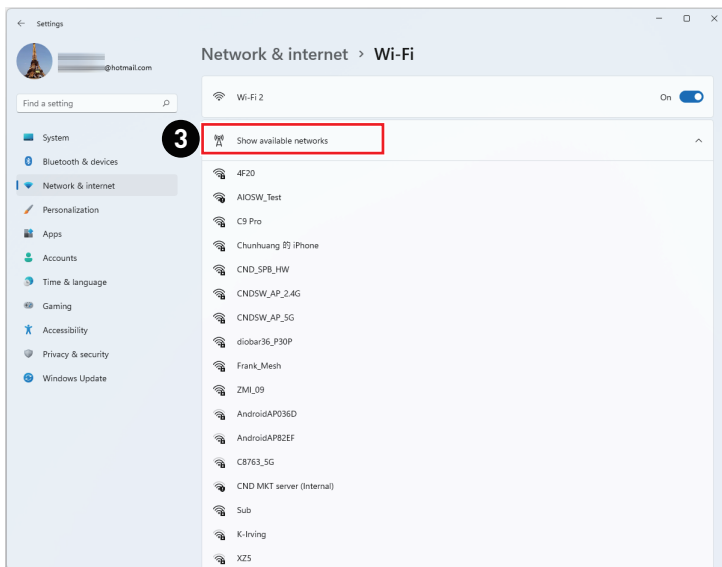 Settings
@hotmail.com
Find a setting
System
Bluetooth & devices
Network & internet
Personalization
Apps
Accounts
Time & language
Gaming
Accessibility
Privacy & security
Windows Update
Network & internet > Wi-Fi
Wi-Fi 2
On
3
Show available networks
4F20
AIOSW_Test
C9 Pro
Chunhuang 的 iPhone
CND_SPB_HW
CNDSW_AP_2.4G
CNDSW_AP_5G
diobar36_P30P
Frank_Mesh
ZMI_09
AndroidAP036D
AndroidAP82EF
C8763_5G
CND MKT server (Internal)
Sub
K-Irving
XZ5